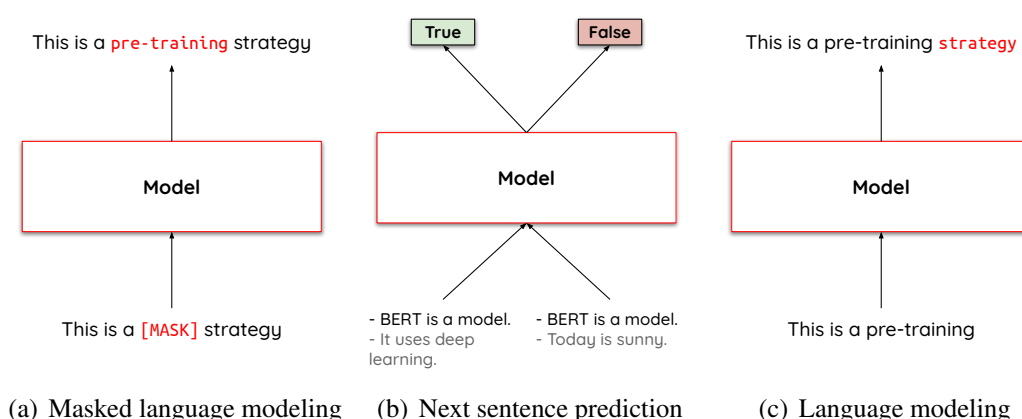 This is a pre-training strategy
Model
This is a [MASK] strategy
(a) Masked language modeling
True
False
Model
- BERT is a model.
- It uses deep
learning.
- BERT is a model.
- Today is sunny.
(b) Next sentence prediction
This is a pre-training strategy
Model
This is a pre-training
(c) Language modeling